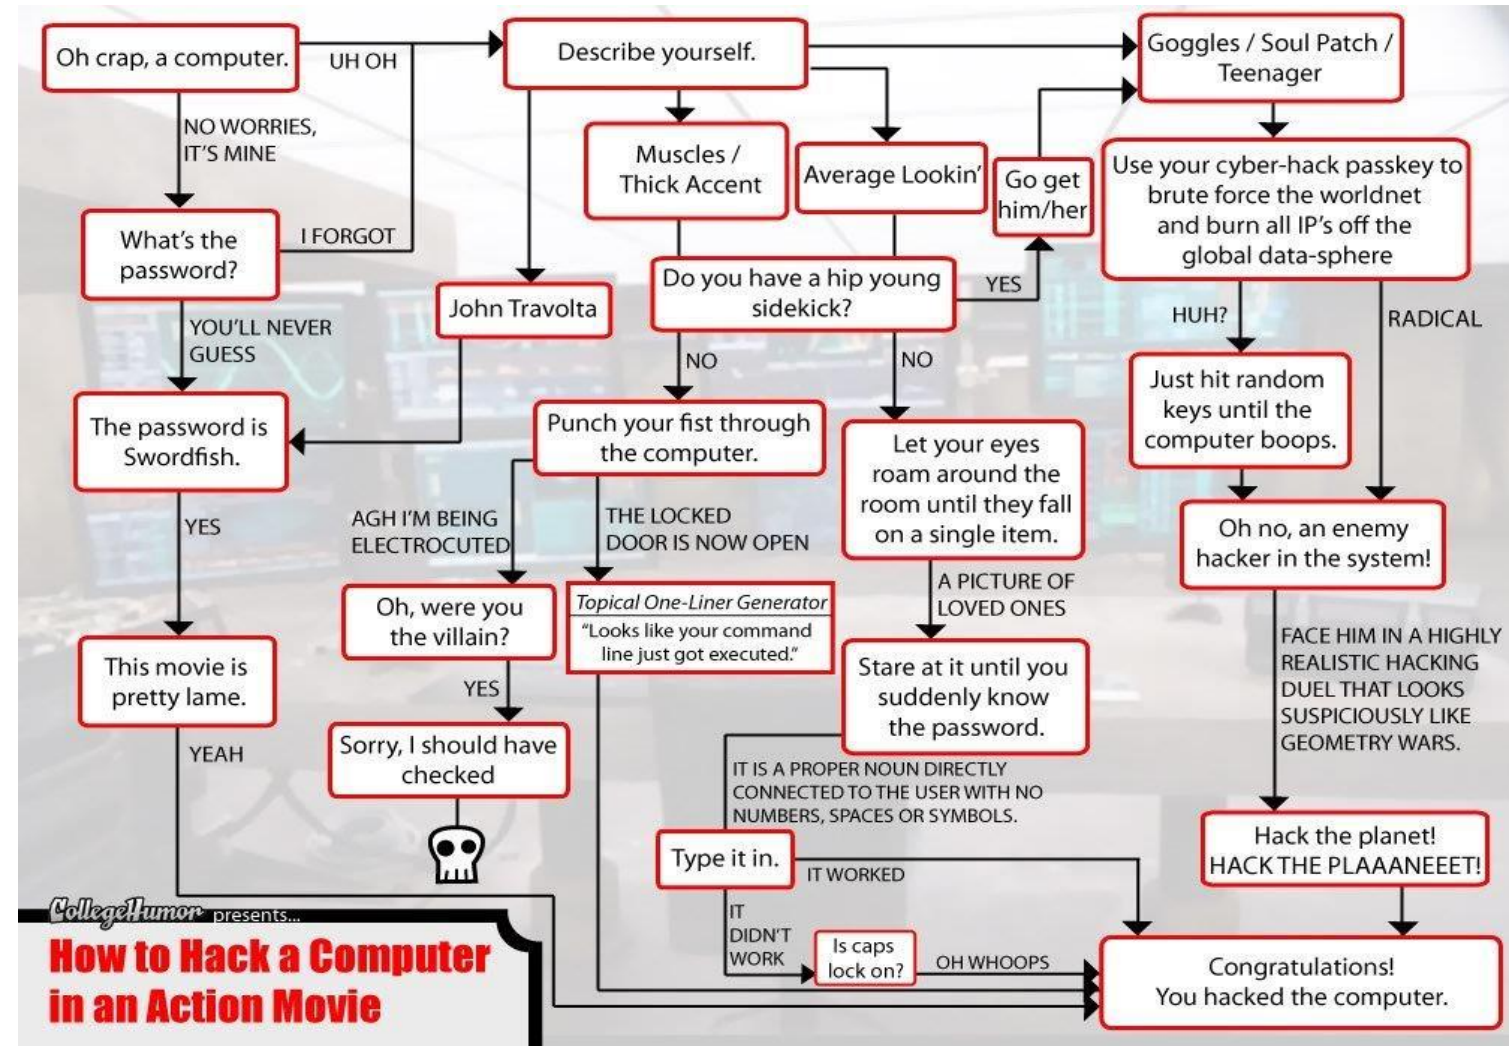 Oh crap, a computer.
UH OH
Describe yourself.
Goggles / Soul Patch /
Teenager
NO WORRIES,
IT'S MINE
Muscles /
Thick Accent
Average Lookin'
Go get
him/her
Use your cyber-hack passkey to
brute force the worldnet
and burn all IP's off the
global data-sphere
What's the
password?
I FORGOT
John Travolta
Do you have a hip young
sidekick?
YES
HUH?
RADICAL
YOU'LL NEVER
GUESS
NO
NO
Just hit random
keys until the
computer boops.
The password is
Swordfish.
Punch your fist through
the computer.
Let your eyes
roam around the
room until they fall
on a single item.
YES
AGH I'M BEING
ELECTROCUTED
THE LOCKED
DOOR IS NOW OPEN
Oh no, an enemy
hacker in the system!
A PICTURE OF
LOVED ONES
Oh, were you
the villain?
Topical One-Liner Generator
"Looks like your command
line just got executed."
This movie is
pretty lame.
Stare at it until you
suddenly know
the password.
FACE HIM IN A HIGHLY
REALISTIC HACKING
DUEL THAT LOOKS
SUSPICIOUSLY LIKE
GEOMETRY WARS.
YES
YEAH
Sorry, I should have
checked
IT IS A PROPER NOUN DIRECTLY
CONNECTED TO THE USER WITH NO
NUMBERS, SPACES OR SYMBOLS.
Type it in.
IT WORKED
Hack the planet!
HACK THE PLAAANEEET!
IT
DIDN'T
WORK
Is caps
lock on?
OH WHOOPS
Congratulations!
You hacked the computer.
CollegeHumor presents...
How to Hack a Computer
in an Action Movie